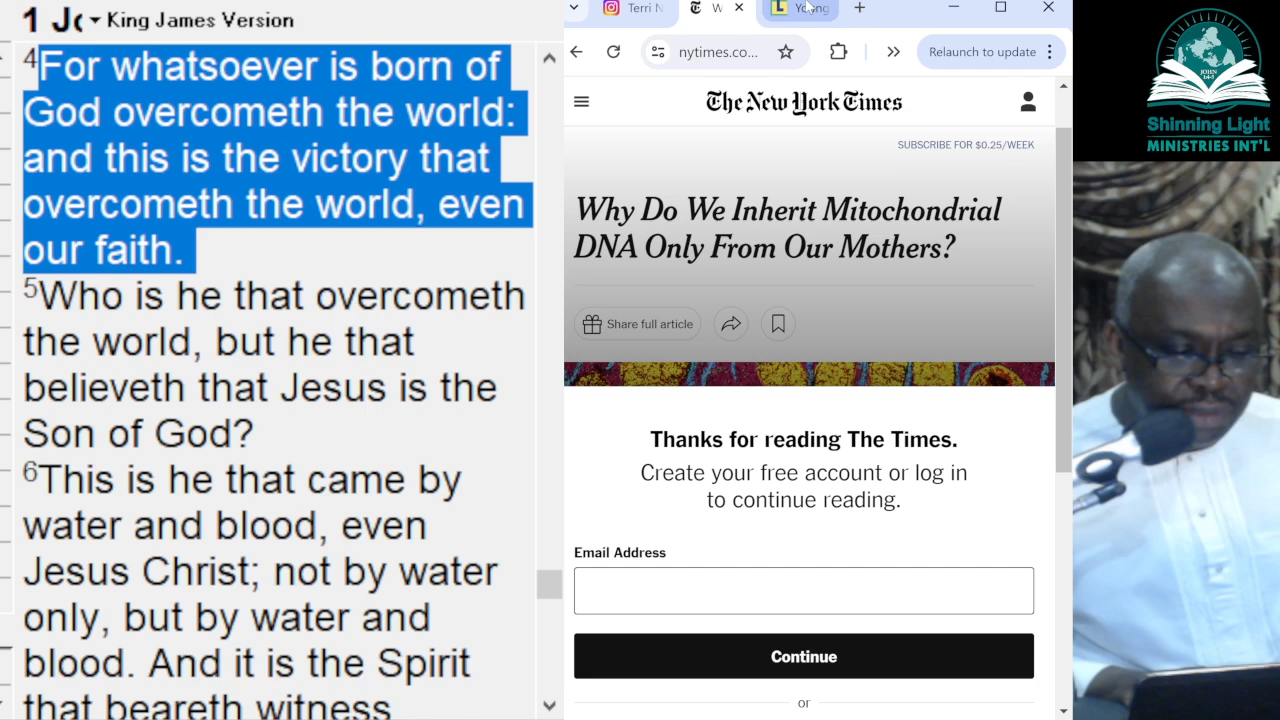 1 Jo
King James Version
4For whatsoever is born of
God overcometh the world:
and this is the victory that
overcometh the world, even
our faith.
5Who is he that overcometh
the world, but he that
believeth that Jesus is the
Son of God?
6This is he that came by
water and blood, even
Jesus Christ; not by water
only, but by water and
blood. And it is the Spirit
that beareth witness
Terri N
W
Young
nytimes.co...
Relaunch to update
The New York Times
SUBSCRIBE FOR $0.25/WEEK
Why Do We Inherit Mitochondrial
DNA Only From Our Mothers?
Share full article
Thanks for reading The Times.
Create your free account or log in
to continue reading.
Email Address
Continue
or
JOHN
1:4-5
Shinning Light
MINISTRIES INT'L